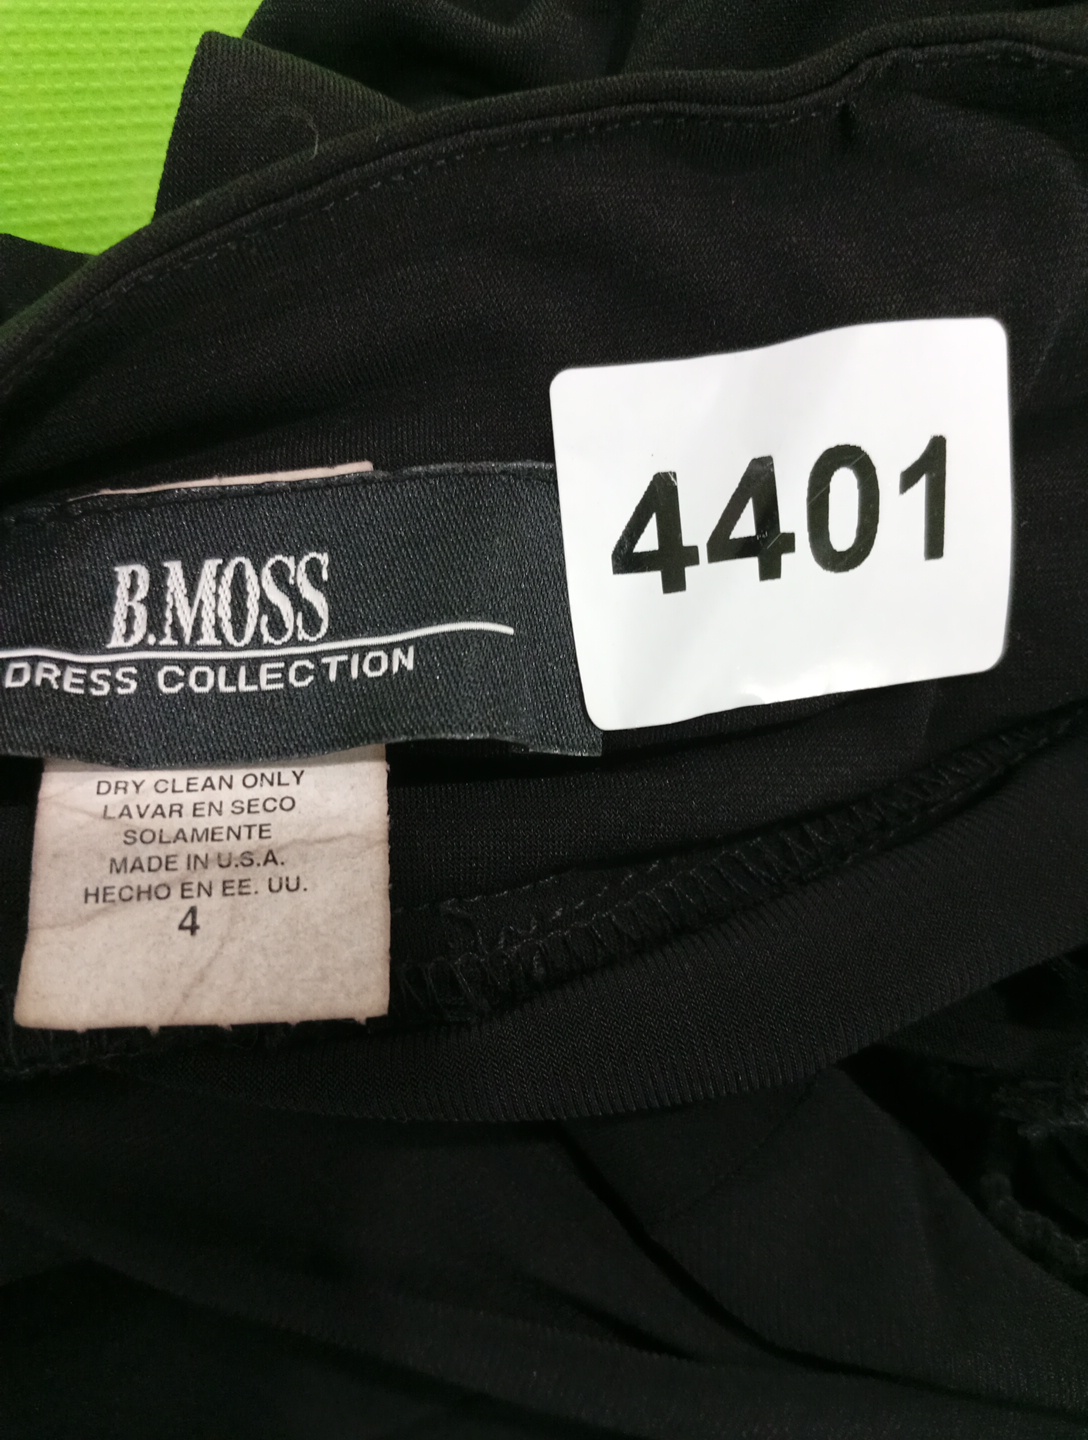 4401
B.MOSS
DRESS COLLECTION
DRY CLEAN ONLY
LAVAR EN SECO
SOLAMENTE
MADE IN U.S.A.
HECHO EN EE. UU.
4